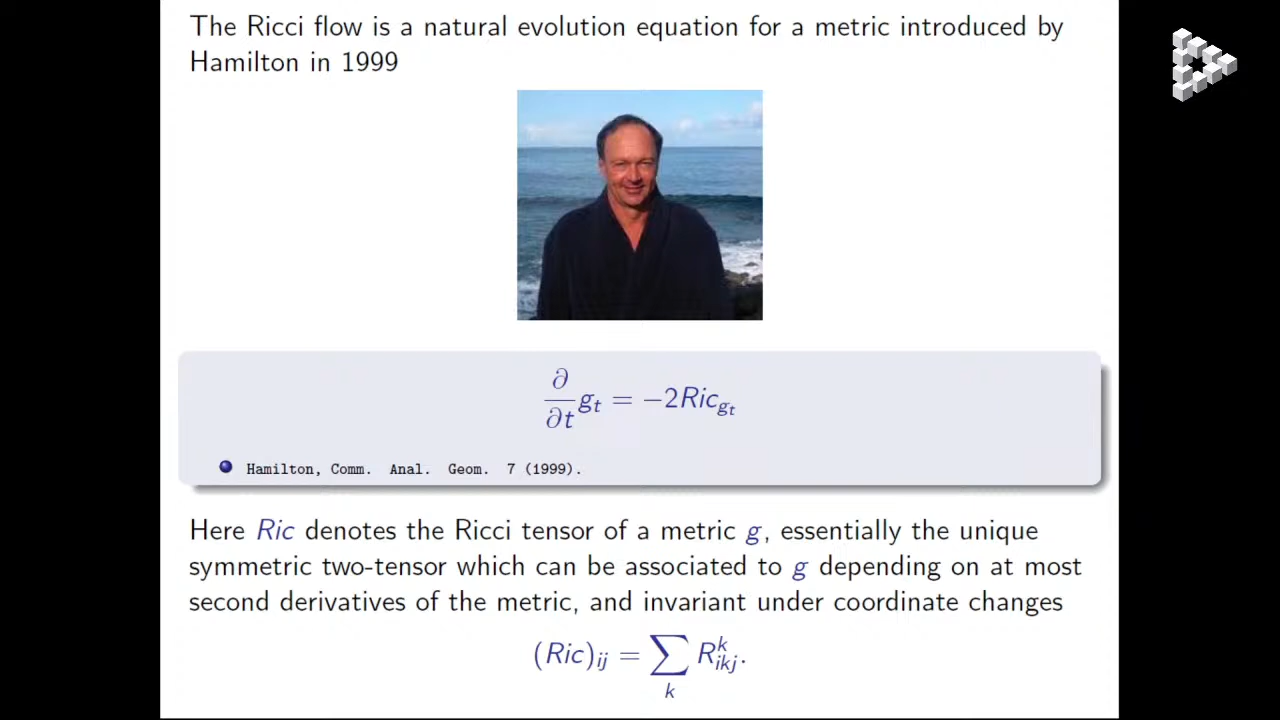 The Ricci flow is a natural evolution equation for a metric introduced by
Hamilton in 1999
∂/∂t g_t = −2Ric_{g_t}
Hamilton, Comm. Anal. Geom. 7 (1999).
Here Ric denotes the Ricci tensor of a metric g, essentially the unique
symmetric two-tensor which can be associated to g depending on at most
second derivatives of the metric, and invariant under coordinate changes
(Ric)_{ij} = ∑_k R^k_{ikj}.